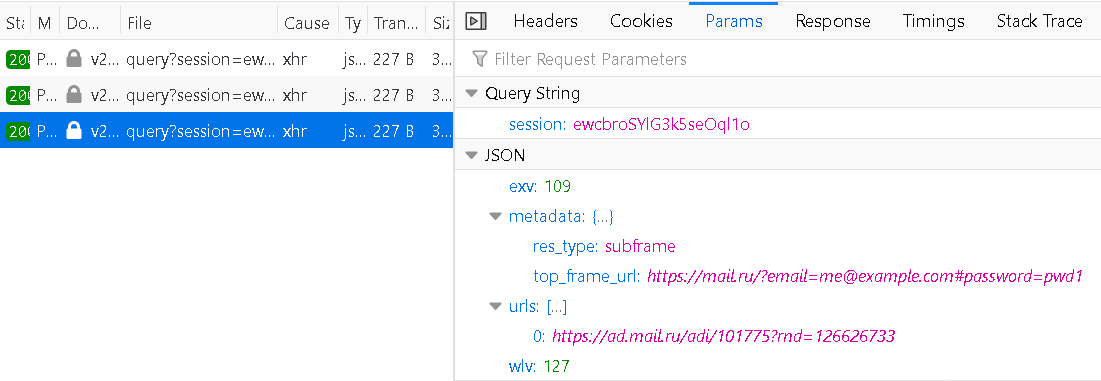 Sta M Do... File Cause Ty Tran... Siz
Headers Cookies Params Response Timings Stack Trace
Filter Request Parameters
200 P... v2... query?session=ew... xhr js... 227 B 3...
200 P... v2... query?session=ew... xhr js... 227 B 3...
200 P... v2... query?session=ew... xhr js... 227 B 3...
Query String
session: ewcbroSYlG3k5seOql1o
JSON
exv: 109
metadata: {...}
res_type: subframe
top_frame_url: https://mail.ru/?email=me@example.com#password=pwd1
urls: [...]
0: https://ad.mail.ru/adi/101775?rnd=126626733
wlv: 127